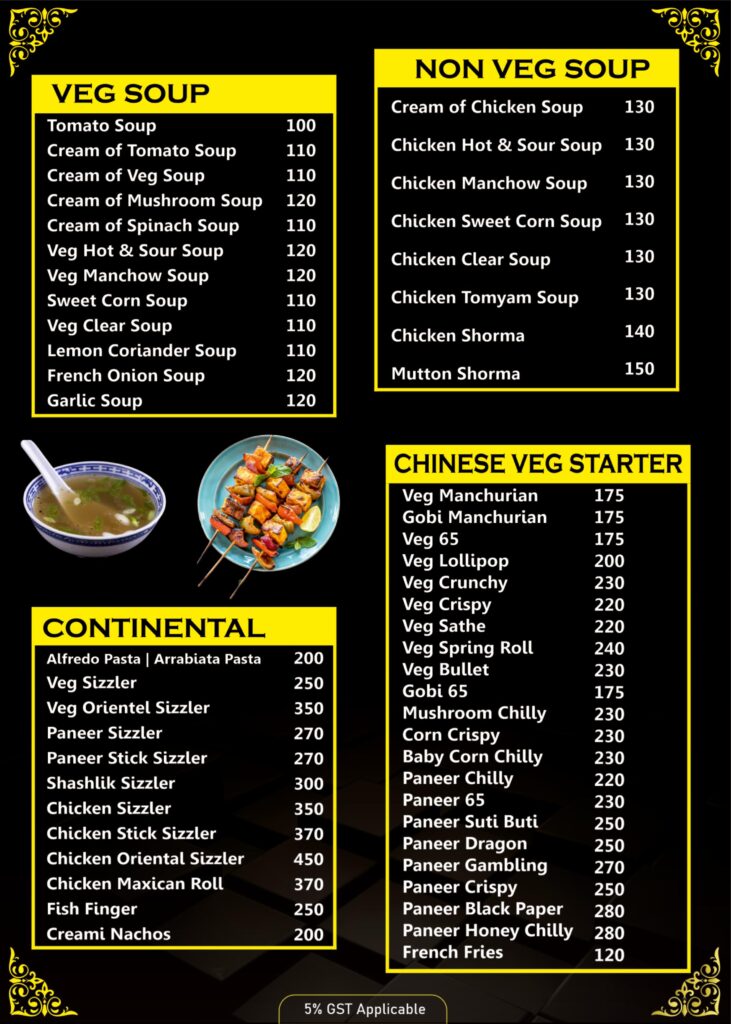 VEG SOUP
Tomato Soup 100
Cream of Tomato Soup 110
Cream of Veg Soup 110
Cream of Mushroom Soup 120
Cream of Spinach Soup 110
Veg Hot & Sour Soup 120
Veg Manchow Soup 120
Sweet Corn Soup 110
Veg Clear Soup 110
Lemon Coriander Soup 110
French Onion Soup 120
Garlic Soup 120
NON VEG SOUP
Cream of Chicken Soup 130
Chicken Hot & Sour Soup 130
Chicken Manchow Soup 130
Chicken Sweet Corn Soup 130
Chicken Clear Soup 130
Chicken Tomyam Soup 130
Chicken Shorma 140
Mutton Shorma 150
CONTINENTAL
Alfredo Pasta | Arrabiata Pasta 200
Veg Sizzler 250
Veg Orientel Sizzler 350
Paneer Sizzler 270
Paneer Stick Sizzler 270
Shashlik Sizzler 300
Chicken Sizzler 350
Chicken Stick Sizzler 370
Chicken Oriental Sizzler 450
Chicken Maxican Roll 370
Fish Finger 250
Creami Nachos 200
CHINESE VEG STARTER
Veg Manchurian 175
Gobi Manchurian 175
Veg 65 175
Veg Lollipop 200
Veg Crunchy 230
Veg Crispy 220
Veg Sathe 220
Veg Spring Roll 240
Veg Bullet 230
Gobi 65 175
Mushroom Chilly 230
Corn Crispy 230
Baby Corn Chilly 230
Paneer Chilly 220
Paneer 65 230
Paneer Suti Buti 250
Paneer Dragon 250
Paneer Gambling 270
Paneer Crispy 250
Paneer Black Paper 280
Paneer Honey Chilly 280
French Fries 120
5% GST Applicable